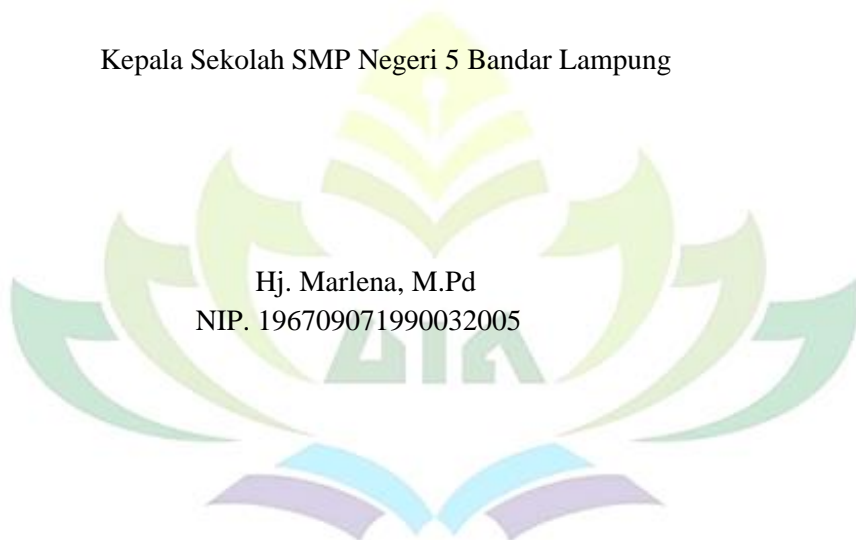 Kepala Sekolah SMP Negeri 5 Bandar Lampung
Hj. Marlena, M.Pd
NIP. 196709071990032005